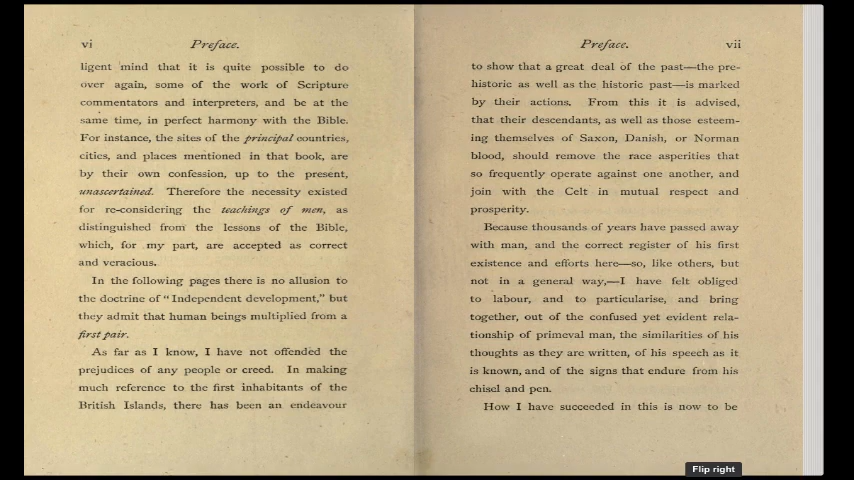 vi Preface.
ligent mind that it is quite possible to do
over again, some of the work of Scripture
commentators and interpreters, and be at the
same time, in perfect harmony with the Bible.
For instance, the sites of the principal countries,
cities, and places mentioned in that book, are
by their own confession, up to the present,
unascertained. Therefore the necessity existed
for re-considering the teachings of men, as
distinguished from the lessons of the Bible,
which, for my part, are accepted as correct
and veracious.
In the following pages there is no allusion to
the doctrine of "Independent development," but
they admit that human beings multiplied from a
first pair.
As far as I know, I have not offended the
prejudices of any people or creed. In making
much reference to the first inhabitants of the
British Islands, there has been an endeavour
Preface. vii
to show that a great deal of the past—the pre-
historic as well as the historic past—is marked
by their actions. From this it is advised,
that their descendants, as well as those esteem-
ing themselves of Saxon, Danish, or Norman
blood, should remove the race asperities that
so frequently operate against one another, and
join with the Celt in mutual respect and
prosperity.
Because thousands of years have passed away
with man, and the correct register of his first
existence and efforts here—so, like others, but
not in a general way,—I have felt obliged
to labour, and to particularise, and bring
together, out of the confused yet evident rela-
tionship of primeval man, the similarities of his
thoughts as they are written, of his speech as it
is known, and of the signs that endure from his
chisel and pen.
How I have succeeded in this is now to be
Flip right